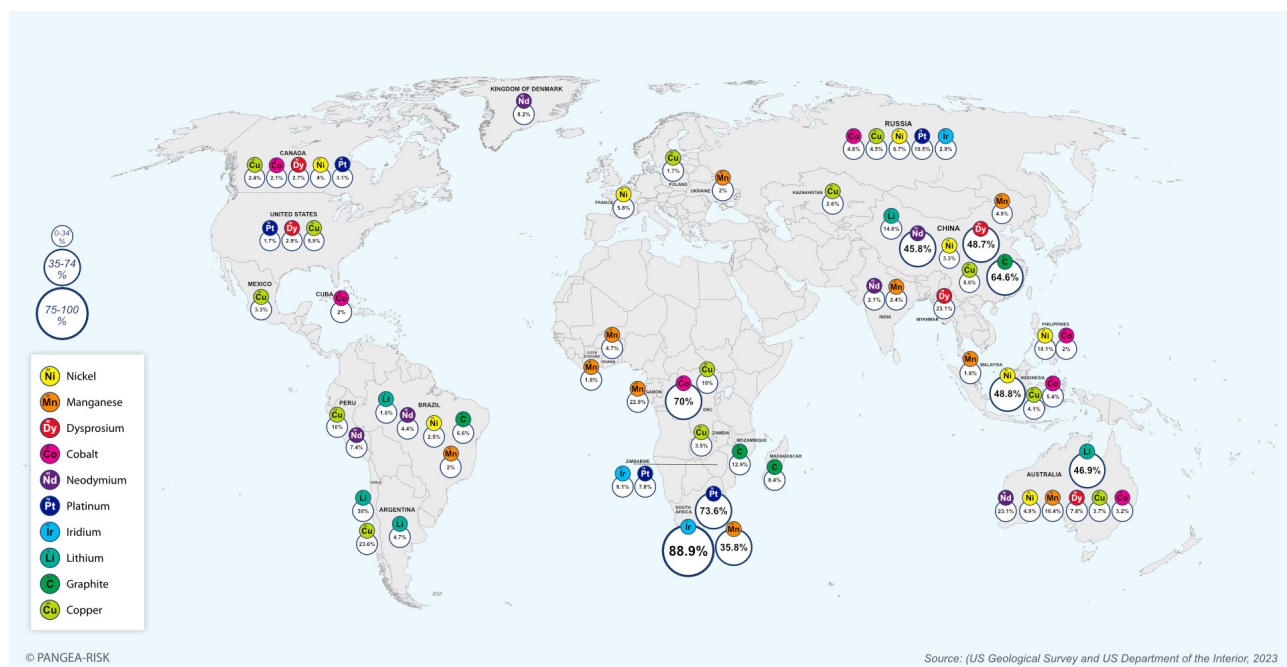 KINGDOM OF DENMARK
Nd
8.2%
RUSSIA
Co Cu Ni Pt Ir
4.8% 4.5% 6.7% 10.5% 2.9%
CANADA
Cu Co Dy Ni Pt
2.4% 2.1% 2.7% 4% 3.1%
Cu
1.7%
POLAND
UKRAINE
Mn
2%
FRANCE
Ni
5.8%
KAZAKHSTAN
Cu
2.6%
Mn
4.9%
Li
14.6%
CHINA
Nd
45.8%
Ni
3.3%
Dy
48.7%
Cu
8.6%
C
64.6%
UNITED STATES
Pt Dy Cu
1.7% 2.9% 5.9%
0-34
%
35-74
%
75-100
%
MEXICO
Cu
3.3%
CUBA
Co
2%
Nd Mn
2.1% 2.4%
INDIA
Dy
23.1%
MYANMAR
PHILIPPINES
Ni Co
10.1% 2%
Mn
4.7%
COTE
D'IVOIRE
GHANA
Mn
1.8%
Mn
22.9%
GABON
Co
70%
DRC
Cu
10%
Mn
1.8%
MALAYSIA
Ni
48.8%
INDONESIA
Cu
4.1%
Co
5.4%
PERU
Cu
10%
Nd
7.4%
BRAZIL
Li
1.6%
Nd
4.4%
Ni
2.5%
C
6.6%
Mn
2%
Cu
3.5%
ZAMBIA
MOZAMBIQUE
C
12.9%
MADAGASCAR
C
8.4%
ZIMBABWE
Ir Pt
8.1% 7.8%
CHILE
Li
30%
Cu
23.6%
ARGENTINA
Li
4.7%
SOUTH
AFRICA
Pt
73.6%
Ir
88.9%
Mn
35.8%
AUSTRALIA
Li
46.9%
Nd Ni Mn Dy Cu Co
23.1% 4.9% 16.4% 7.6% 3.7% 3.2%
Ni Nickel
Mn Manganese
Dy Dysprosium
Co Cobalt
Nd Neodymium
Pt Platinum
Ir Iridium
Li Lithium
C Graphite
Cu Copper
© PANGEA-RISK
Source: (US Geological Survey and US Department of the Interior, 2023